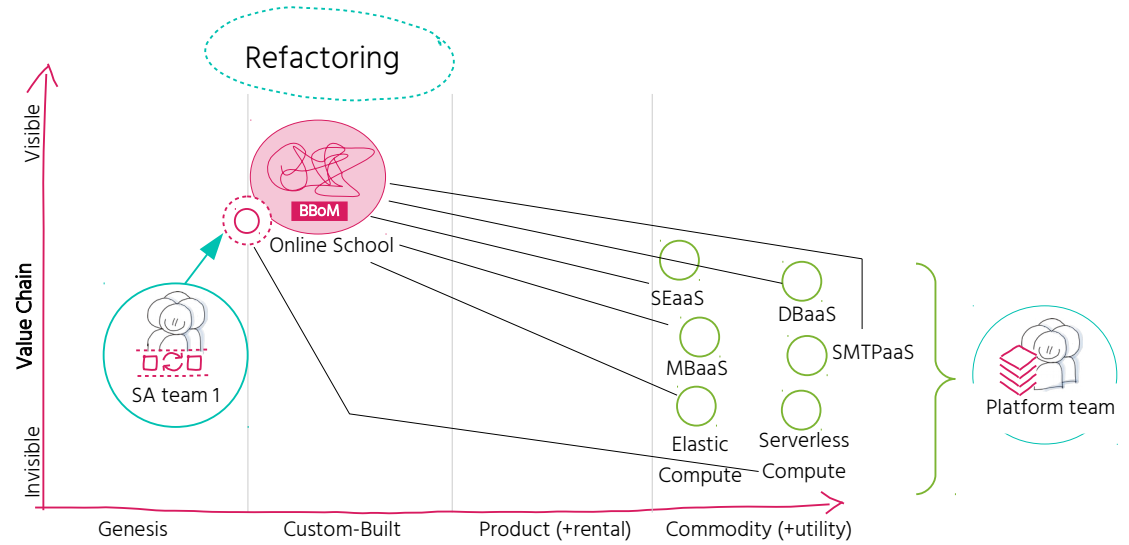 Refactoring
Visible
Value Chain
Invisible
BBoM
Online School
SA team 1
SEaaS
DBaaS
MBaaS
SMTPaaS
Elastic
Compute
Serverless
Compute
Platform team
Genesis
Custom-Built
Product (+rental)
Commodity (+utility)